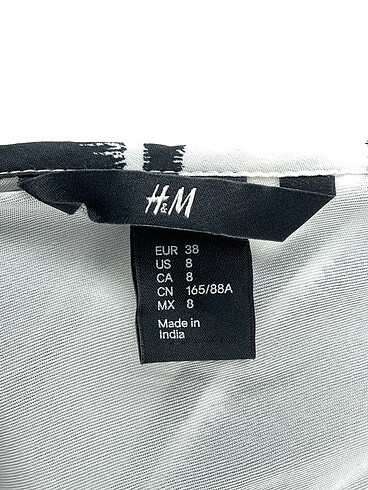 H&M
EUR 38
US 8
CA 8
CN 165/88A
MX 8
Made in
India